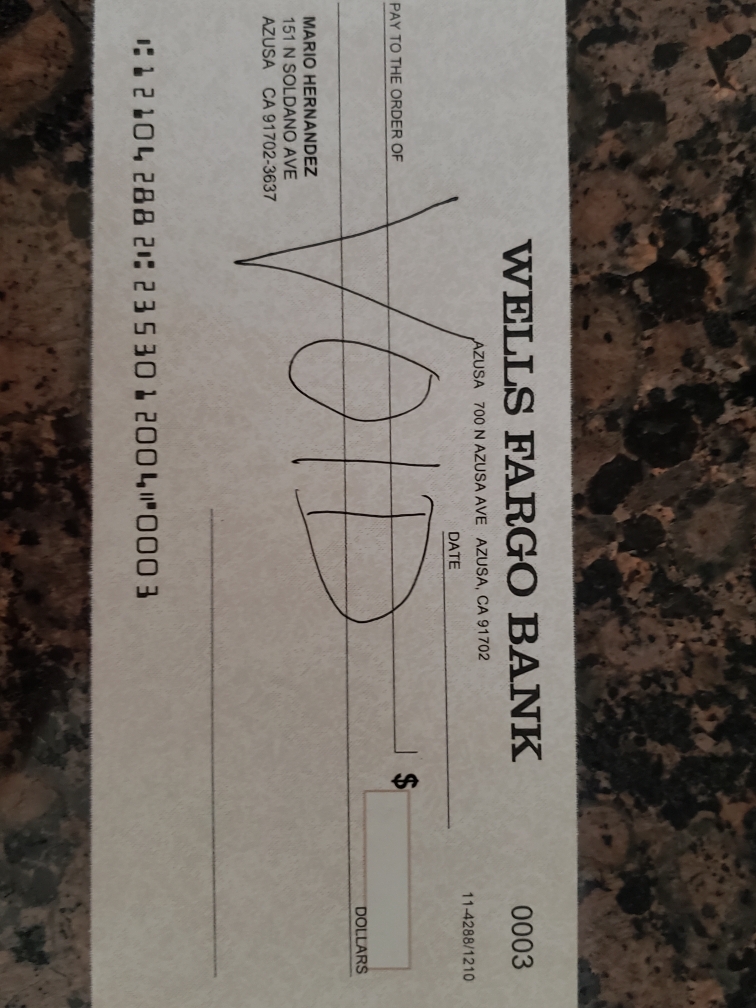 WELLS FARGO BANK 0003
AZUSA 700 N AZUSA AVE AZUSA, CA 91702 11-4288/1210
DATE
PAY TO THE ORDER OF $
VOID
DOLLARS
MARIO HERNANDEZ
151 N SOLDANO AVE
AZUSA CA 91702-3637
⑆121042882⑆2353012004⑈0003